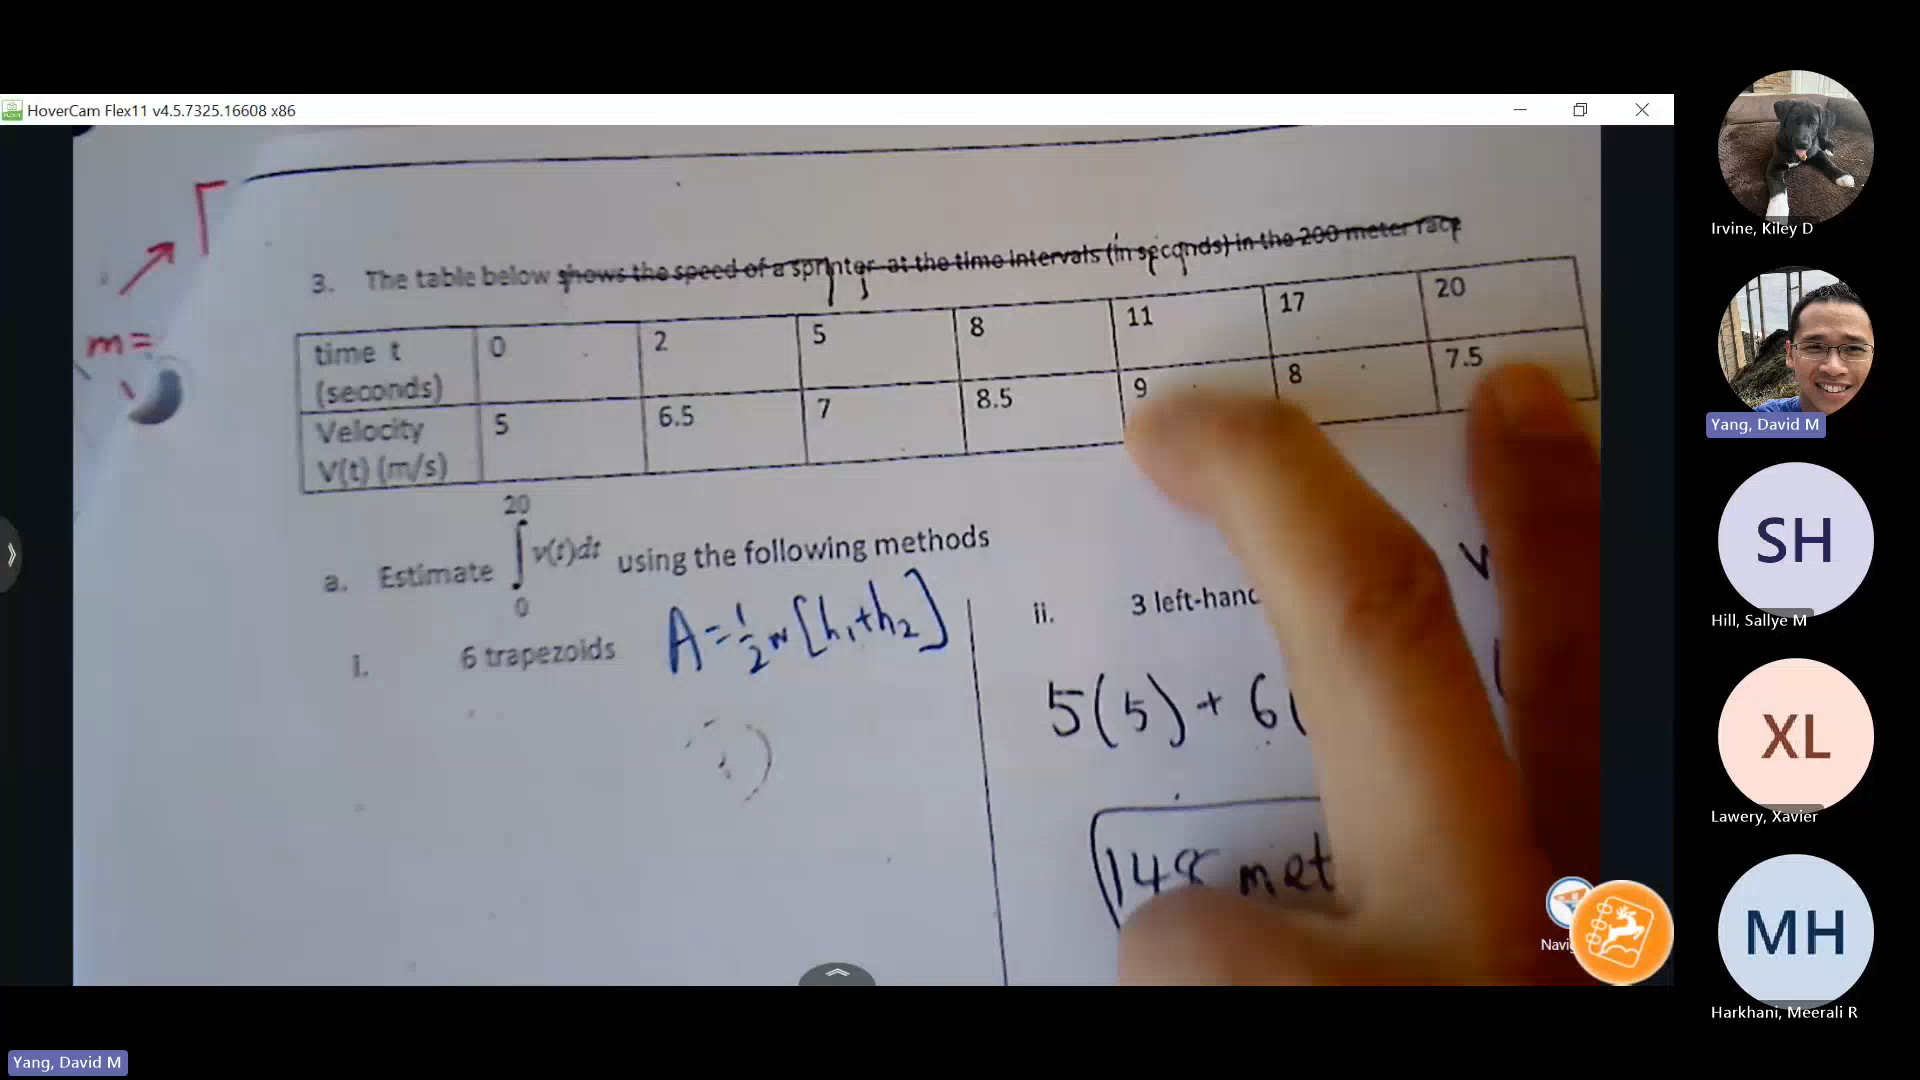 HoverCam Flex11 v4.5.7325.16608 x86
m =
3. The table below shows the speed of a sprinter at the time intervals (in seconds) in the 200 meter race
time t (seconds) 0 2 5 8 11 17 20
Velocity V(t) (m/s) 5 6.5 7 8.5 9 8 7.5
a. Estimate ∫₀²⁰ v(t)dt using the following methods
i. 6 trapezoids A = ½w[h₁+h₂]
ii. 3 left-hand
5(5) + 6(
148 met
Irvine, Kiley D
Yang, David M
SH
Hill, Sallye M
XL
Lawery, Xavier
MH
Harkhani, Meerali R
Yang, David M